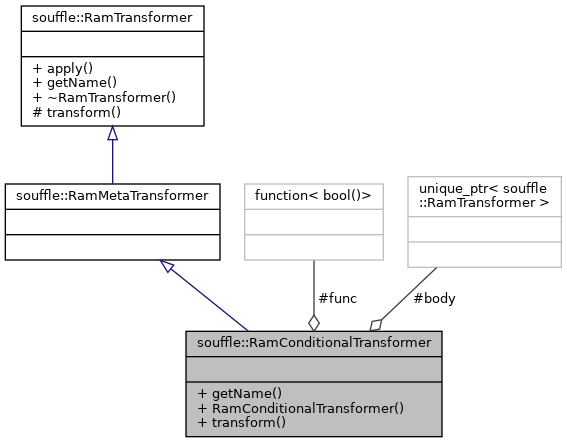 souffle::RamTransformer
+ apply()
+ getName()
+ ~RamTransformer()
# transform()
souffle::RamMetaTransformer
function< bool()>
unique_ptr< souffle
::RamTransformer >
#func
#body
souffle::RamConditionalTransformer
+ getName()
+ RamConditionalTransformer()
+ transform()